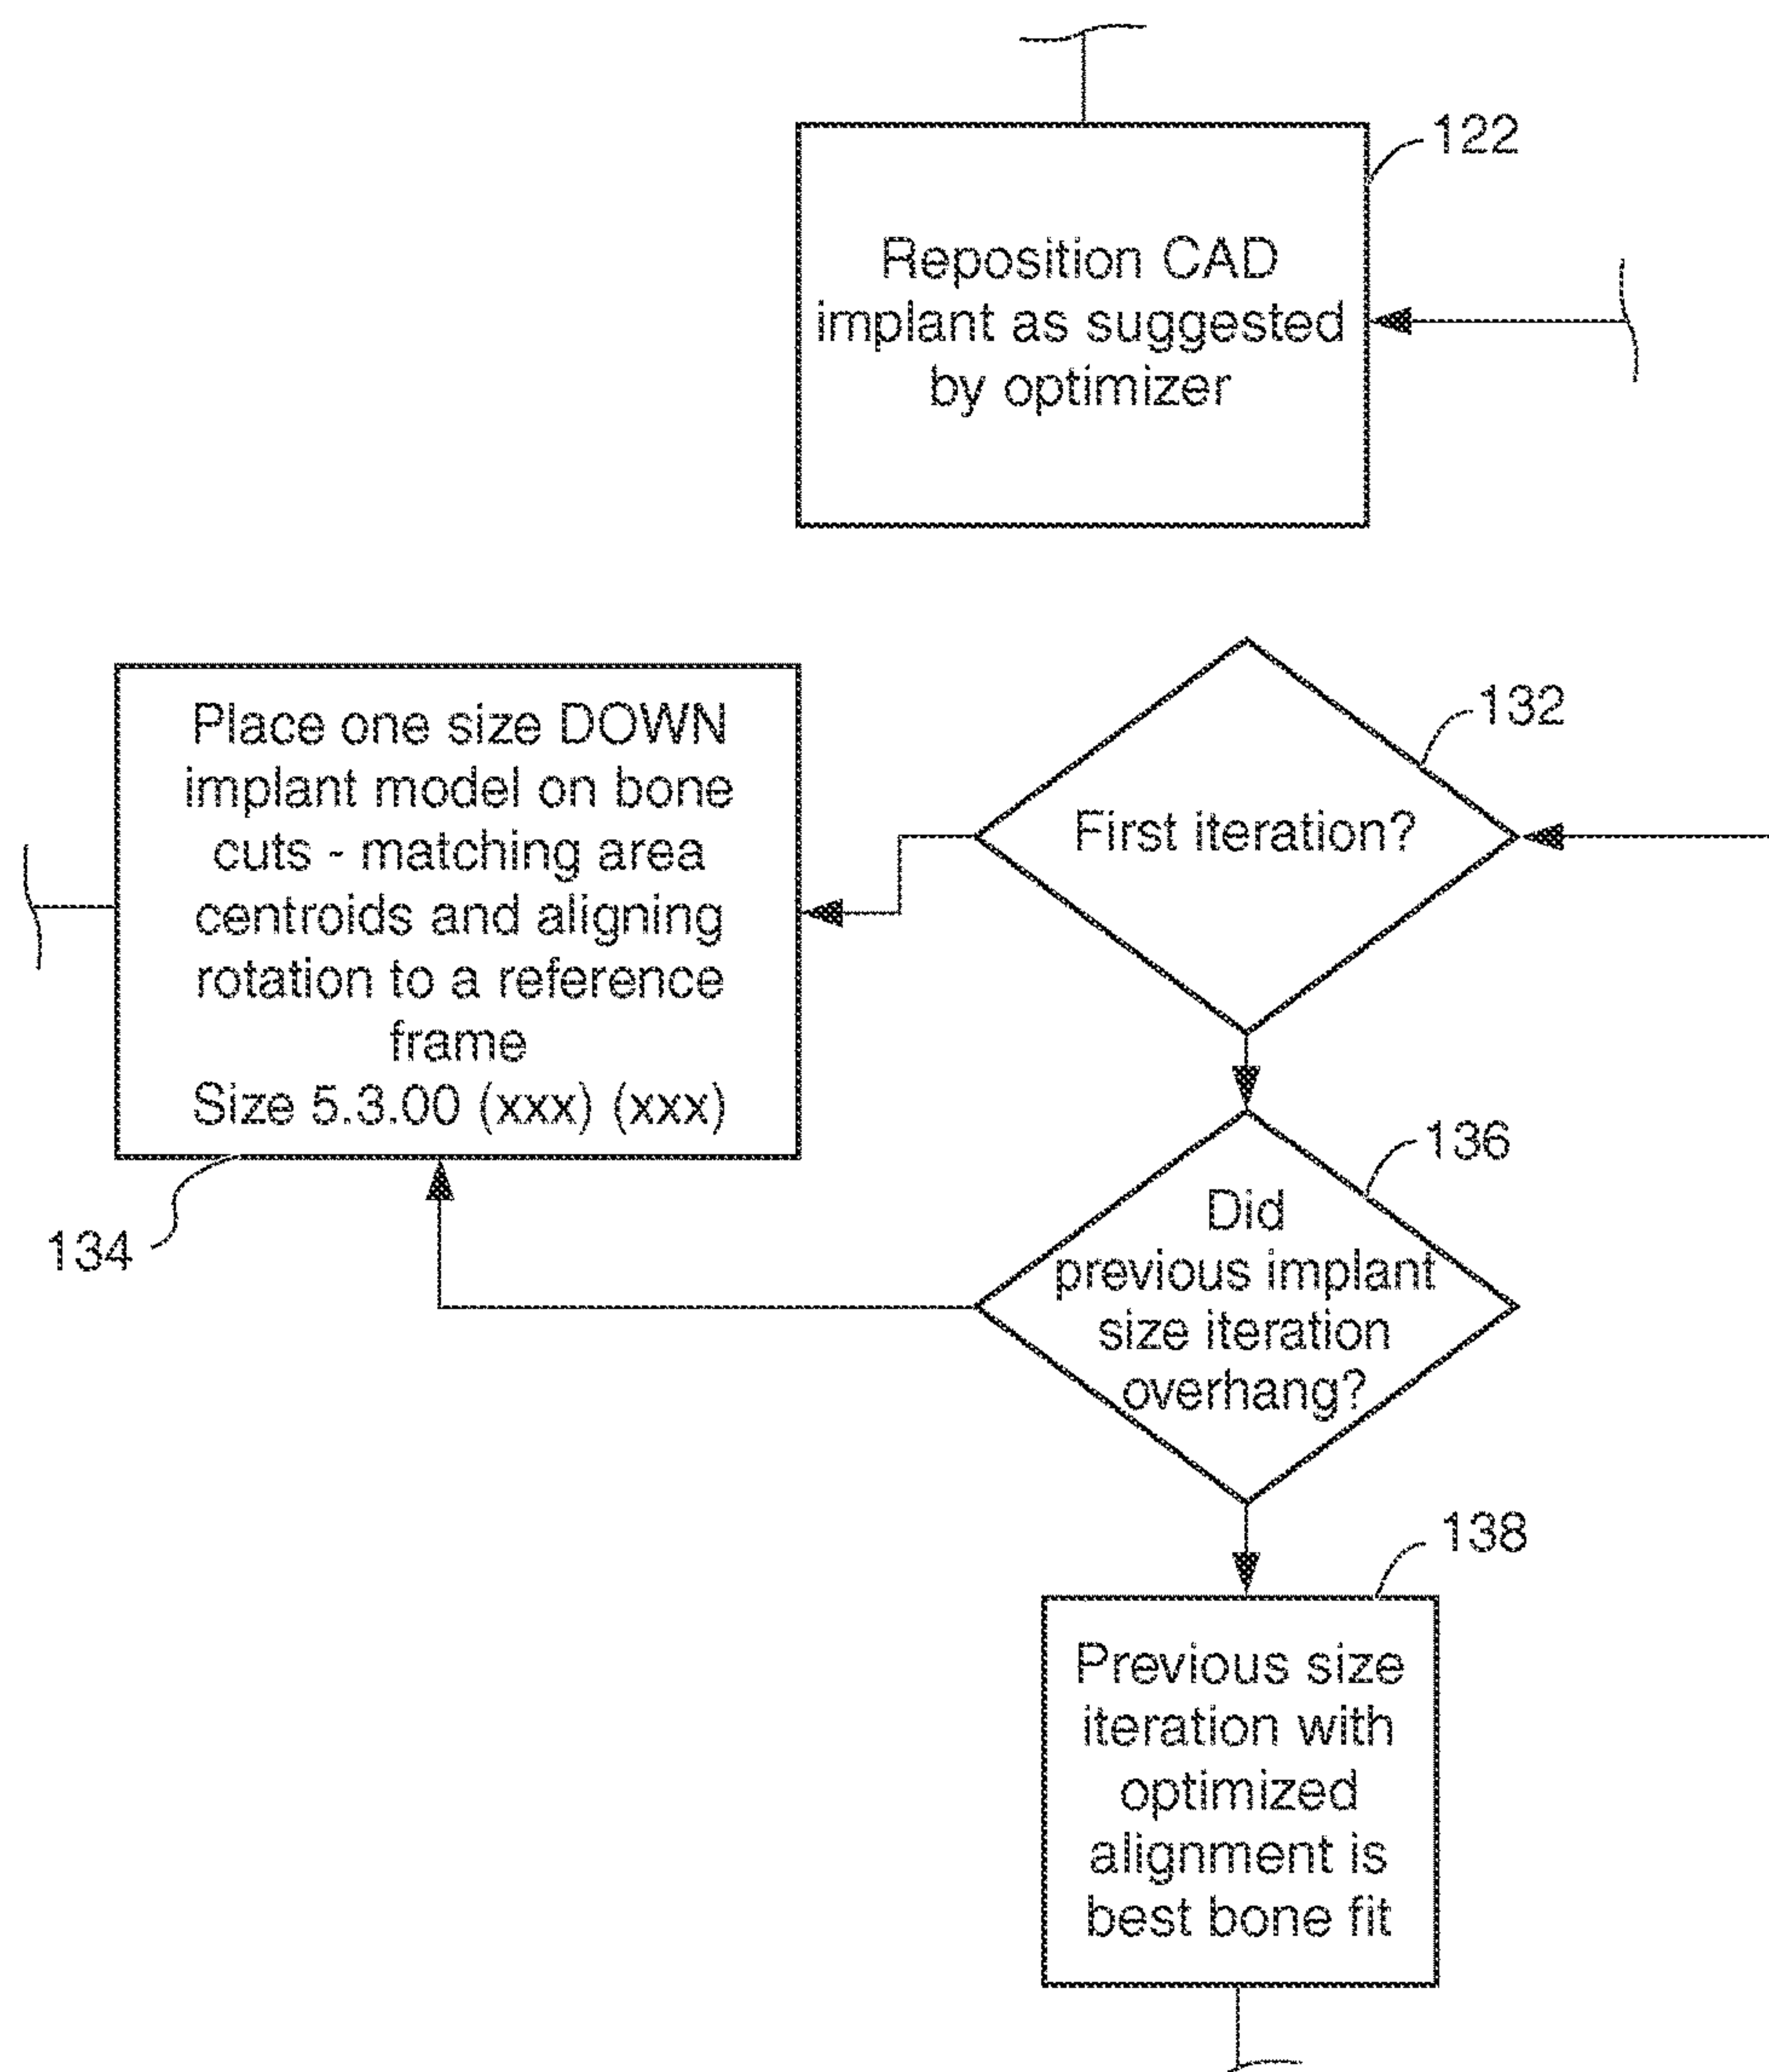 122
Reposition CAD
implant as suggested
by optimizer
Place one size DOWN
implant model on bone
cuts - matching area
centroids and aligning
rotation to a reference
frame
Size 5.3.00 (xxx) (xxx)
134
132
First iteration?
136
Did
previous implant
size iteration
overhang?
138
Previous size
iteration with
optimized
alignment is
best bone fit